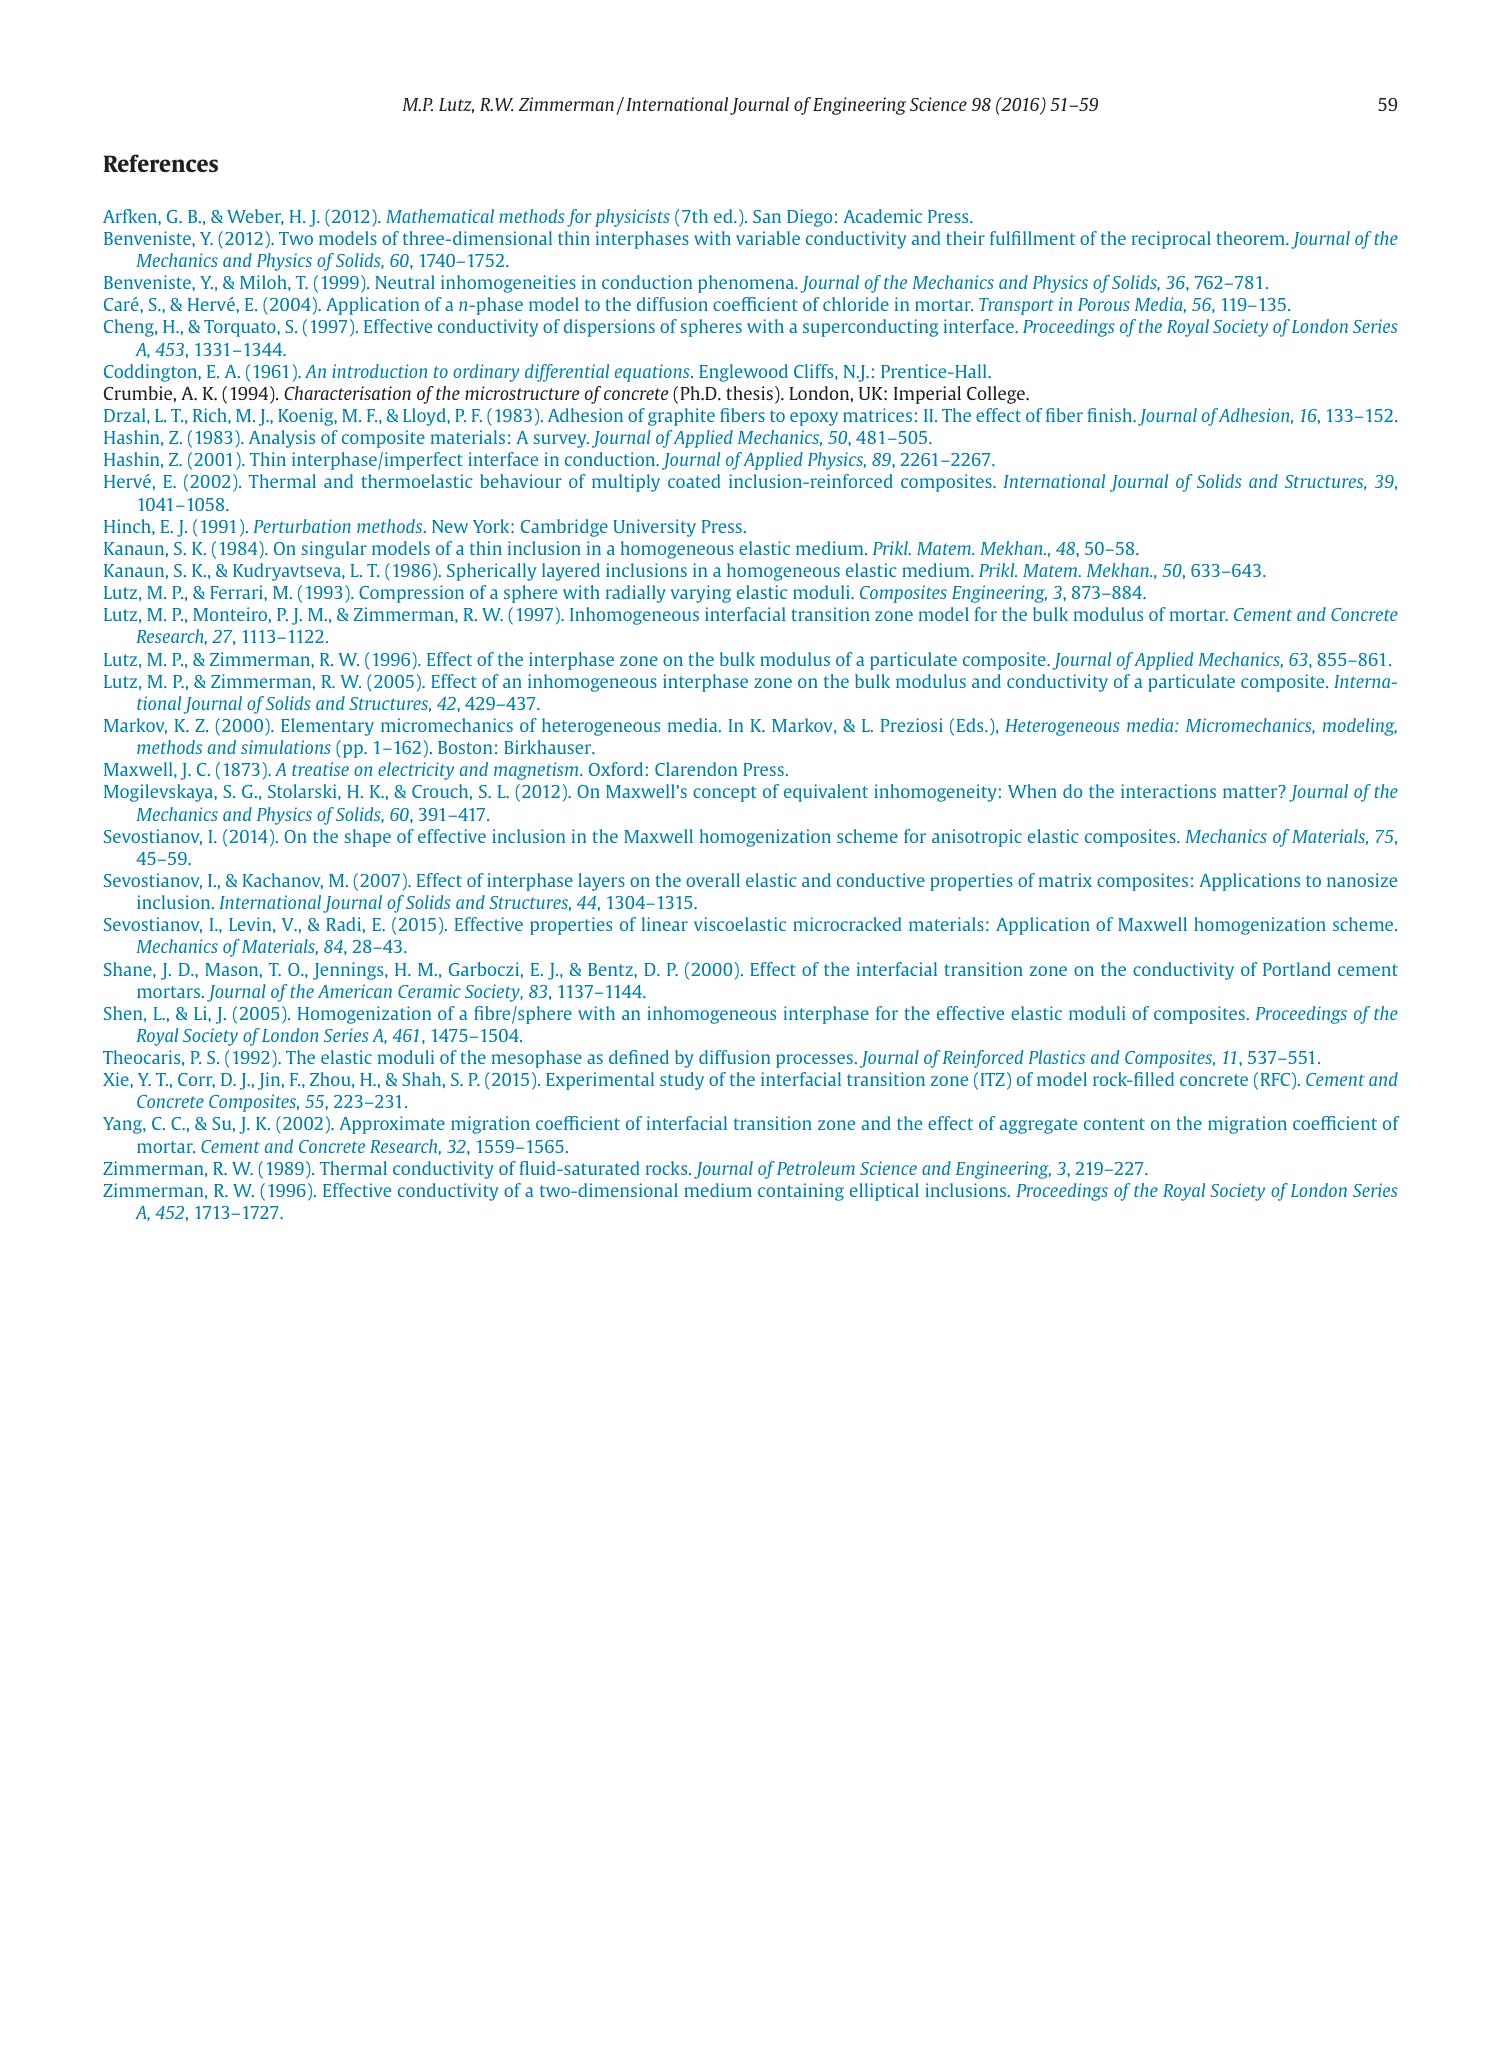 M.P. Lutz, R.W. Zimmerman / International Journal of Engineering Science 98 (2016) 51–59 59
References
Arfken, G. B., & Weber, H. J. (2012). Mathematical methods for physicists (7th ed.). San Diego: Academic Press.
Benveniste, Y. (2012). Two models of three-dimensional thin interphases with variable conductivity and their fulfillment of the reciprocal theorem. Journal of the
Mechanics and Physics of Solids, 60, 1740–1752.
Benveniste, Y., & Miloh, T. (1999). Neutral inhomogeneities in conduction phenomena. Journal of the Mechanics and Physics of Solids, 36, 762–781.
Caré, S., & Hervé, E. (2004). Application of a n-phase model to the diffusion coefficient of chloride in mortar. Transport in Porous Media, 56, 119–135.
Cheng, H., & Torquato, S. (1997). Effective conductivity of dispersions of spheres with a superconducting interface. Proceedings of the Royal Society of London Series
A, 453, 1331–1344.
Coddington, E. A. (1961). An introduction to ordinary differential equations. Englewood Cliffs, N.J.: Prentice-Hall.
Crumbie, A. K. (1994). Characterisation of the microstructure of concrete (Ph.D. thesis). London, UK: Imperial College.
Drzal, L. T., Rich, M. J., Koenig, M. F., & Lloyd, P. F. (1983). Adhesion of graphite fibers to epoxy matrices: II. The effect of fiber finish. Journal of Adhesion, 16, 133–152.
Hashin, Z. (1983). Analysis of composite materials: A survey. Journal of Applied Mechanics, 50, 481–505.
Hashin, Z. (2001). Thin interphase/imperfect interface in conduction. Journal of Applied Physics, 89, 2261–2267.
Hervé, E. (2002). Thermal and thermoelastic behaviour of multiply coated inclusion-reinforced composites. International Journal of Solids and Structures, 39,
1041–1058.
Hinch, E. J. (1991). Perturbation methods. New York: Cambridge University Press.
Kanaun, S. K. (1984). On singular models of a thin inclusion in a homogeneous elastic medium. Prikl. Matem. Mekhan., 48, 50–58.
Kanaun, S. K., & Kudryavtseva, L. T. (1986). Spherically layered inclusions in a homogeneous elastic medium. Prikl. Matem. Mekhan., 50, 633–643.
Lutz, M. P., & Ferrari, M. (1993). Compression of a sphere with radially varying elastic moduli. Composites Engineering, 3, 873–884.
Lutz, M. P., Monteiro, P. J. M., & Zimmerman, R. W. (1997). Inhomogeneous interfacial transition zone model for the bulk modulus of mortar. Cement and Concrete
Research, 27, 1113–1122.
Lutz, M. P., & Zimmerman, R. W. (1996). Effect of the interphase zone on the bulk modulus of a particulate composite. Journal of Applied Mechanics, 63, 855–861.
Lutz, M. P., & Zimmerman, R. W. (2005). Effect of an inhomogeneous interphase zone on the bulk modulus and conductivity of a particulate composite. Interna-
tional Journal of Solids and Structures, 42, 429–437.
Markov, K. Z. (2000). Elementary micromechanics of heterogeneous media. In K. Markov, & L. Preziosi (Eds.), Heterogeneous media: Micromechanics, modeling,
methods and simulations (pp. 1–162). Boston: Birkhauser.
Maxwell, J. C. (1873). A treatise on electricity and magnetism. Oxford: Clarendon Press.
Mogilevskaya, S. G., Stolarski, H. K., & Crouch, S. L. (2012). On Maxwell’s concept of equivalent inhomogeneity: When do the interactions matter? Journal of the
Mechanics and Physics of Solids, 60, 391–417.
Sevostianov, I. (2014). On the shape of effective inclusion in the Maxwell homogenization scheme for anisotropic elastic composites. Mechanics of Materials, 75,
45–59.
Sevostianov, I., & Kachanov, M. (2007). Effect of interphase layers on the overall elastic and conductive properties of matrix composites: Applications to nanosize
inclusion. International Journal of Solids and Structures, 44, 1304–1315.
Sevostianov, I., Levin, V., & Radi, E. (2015). Effective properties of linear viscoelastic microcracked materials: Application of Maxwell homogenization scheme.
Mechanics of Materials, 84, 28–43.
Shane, J. D., Mason, T. O., Jennings, H. M., Garboczi, E. J., & Bentz, D. P. (2000). Effect of the interfacial transition zone on the conductivity of Portland cement
mortars. Journal of the American Ceramic Society, 83, 1137–1144.
Shen, L., & Li, J. (2005). Homogenization of a fibre/sphere with an inhomogeneous interphase for the effective elastic moduli of composites. Proceedings of the
Royal Society of London Series A, 461, 1475–1504.
Theocaris, P. S. (1992). The elastic moduli of the mesophase as defined by diffusion processes. Journal of Reinforced Plastics and Composites, 11, 537–551.
Xie, Y. T., Corr, D. J., Jin, F., Zhou, H., & Shah, S. P. (2015). Experimental study of the interfacial transition zone (ITZ) of model rock-filled concrete (RFC). Cement and
Concrete Composites, 55, 223–231.
Yang, C. C., & Su, J. K. (2002). Approximate migration coefficient of interfacial transition zone and the effect of aggregate content on the migration coefficient of
mortar. Cement and Concrete Research, 32, 1559–1565.
Zimmerman, R. W. (1989). Thermal conductivity of fluid-saturated rocks. Journal of Petroleum Science and Engineering, 3, 219–227.
Zimmerman, R. W. (1996). Effective conductivity of a two-dimensional medium containing elliptical inclusions. Proceedings of the Royal Society of London Series
A, 452, 1713–1727.